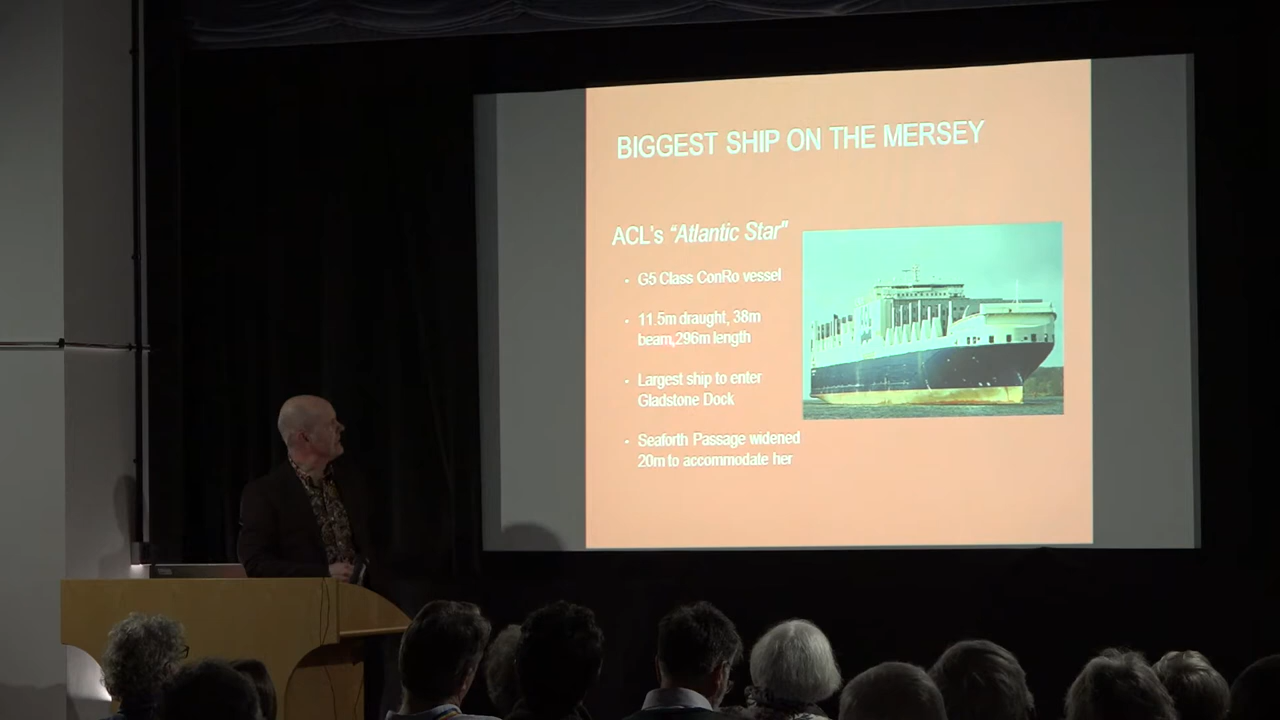 BIGGEST SHIP ON THE MERSEY
ACL's "Atlantic Star"
• G5 Class ConRo vessel
• 11.5m draught, 38m
beam,296m length
• Largest ship to enter
Gladstone Dock
• Seaforth Passage widened
20m to accommodate her